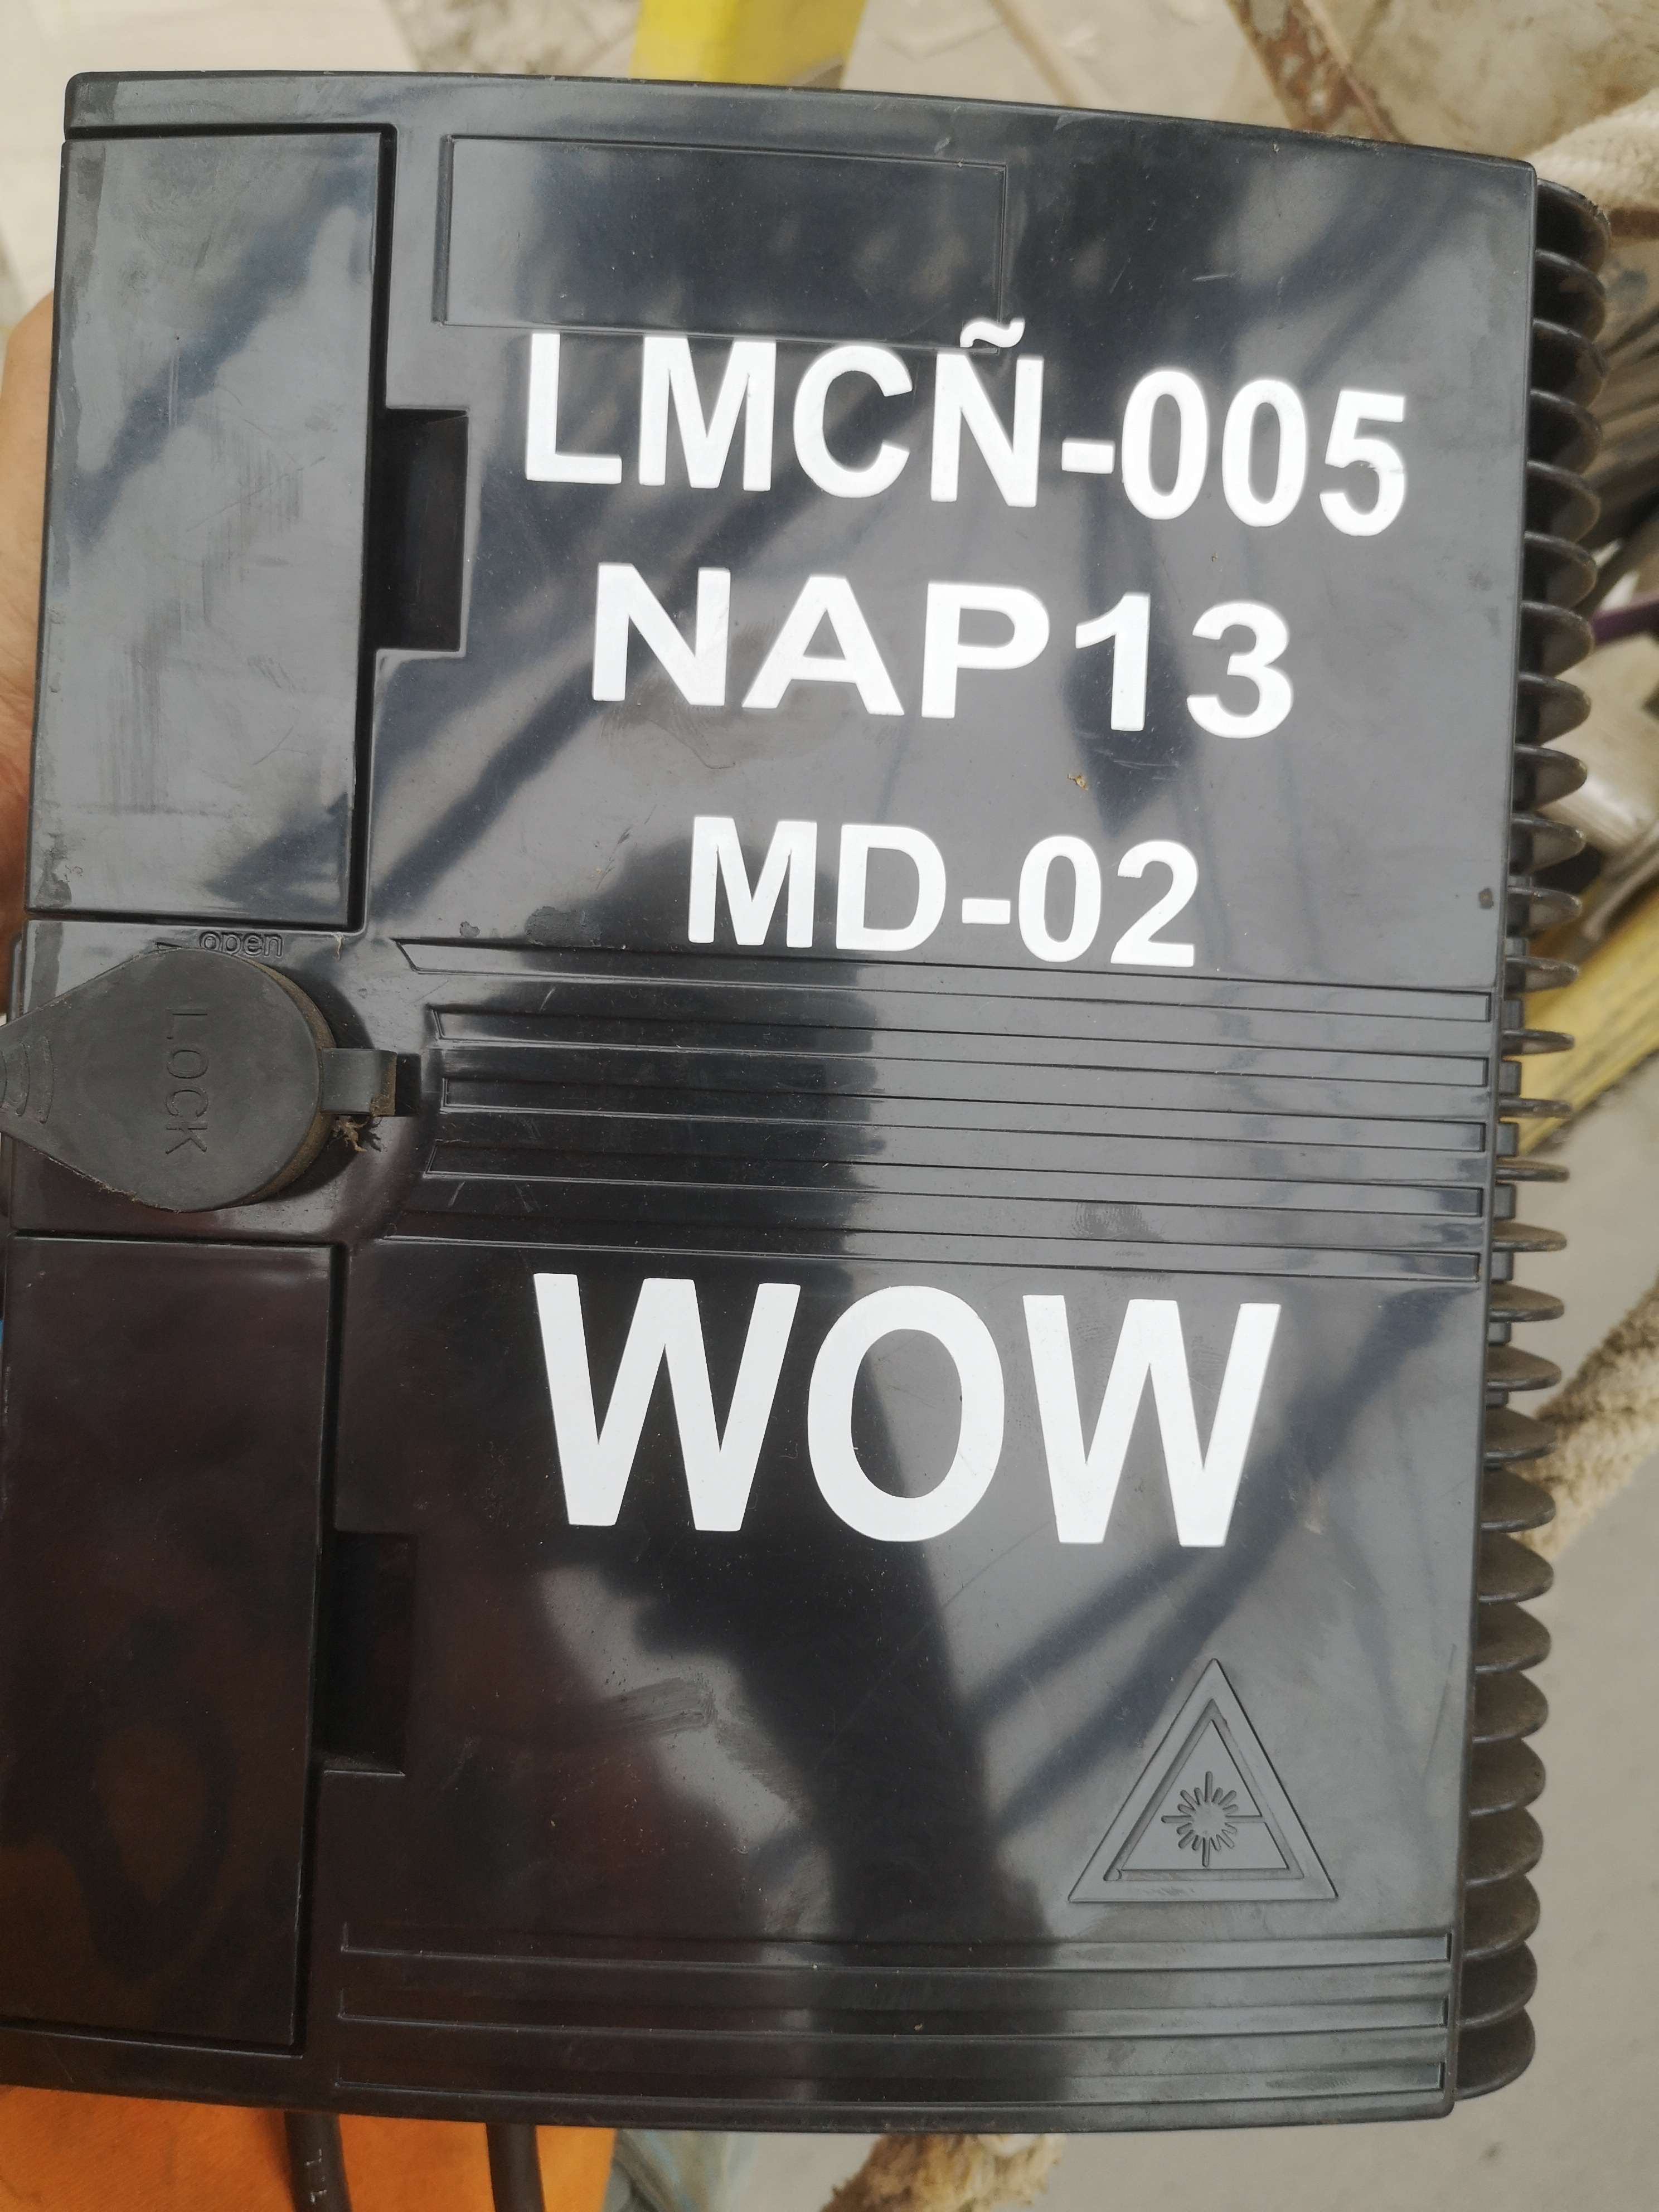 LMCÑ-005
NAP13
MD-02
open
LOCK
WOW